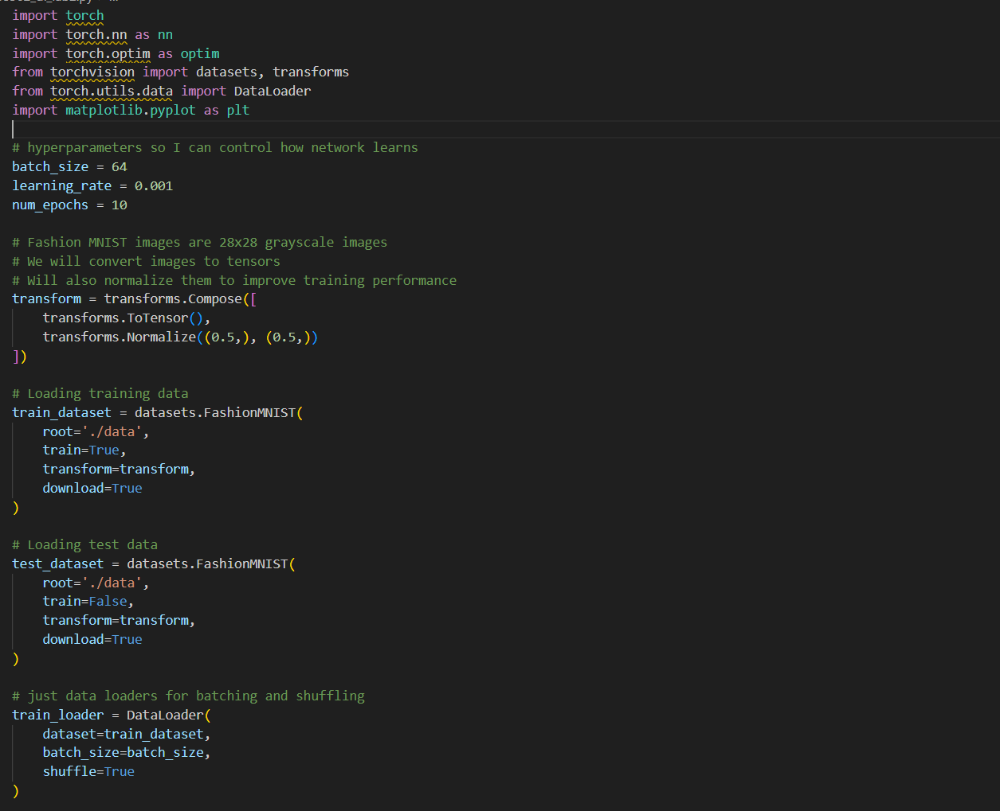 import torch
import torch.nn as nn
import torch.optim as optim
from torchvision import datasets, transforms
from torch.utils.data import DataLoader
import matplotlib.pyplot as plt

# hyperparameters so I can control how network learns
batch_size = 64
learning_rate = 0.001
num_epochs = 10

# Fashion MNIST images are 28x28 grayscale images
# We will convert images to tensors
# Will also normalize them to improve training performance
transform = transforms.Compose([
    transforms.ToTensor(),
    transforms.Normalize((0.5,), (0.5,))
])

# Loading training data
train_dataset = datasets.FashionMNIST(
    root='./data',
    train=True,
    transform=transform,
    download=True
)

# Loading test data
test_dataset = datasets.FashionMNIST(
    root='./data',
    train=False,
    transform=transform,
    download=True
)

# just data loaders for batching and shuffling
train_loader = DataLoader(
    dataset=train_dataset,
    batch_size=batch_size,
    shuffle=True
)